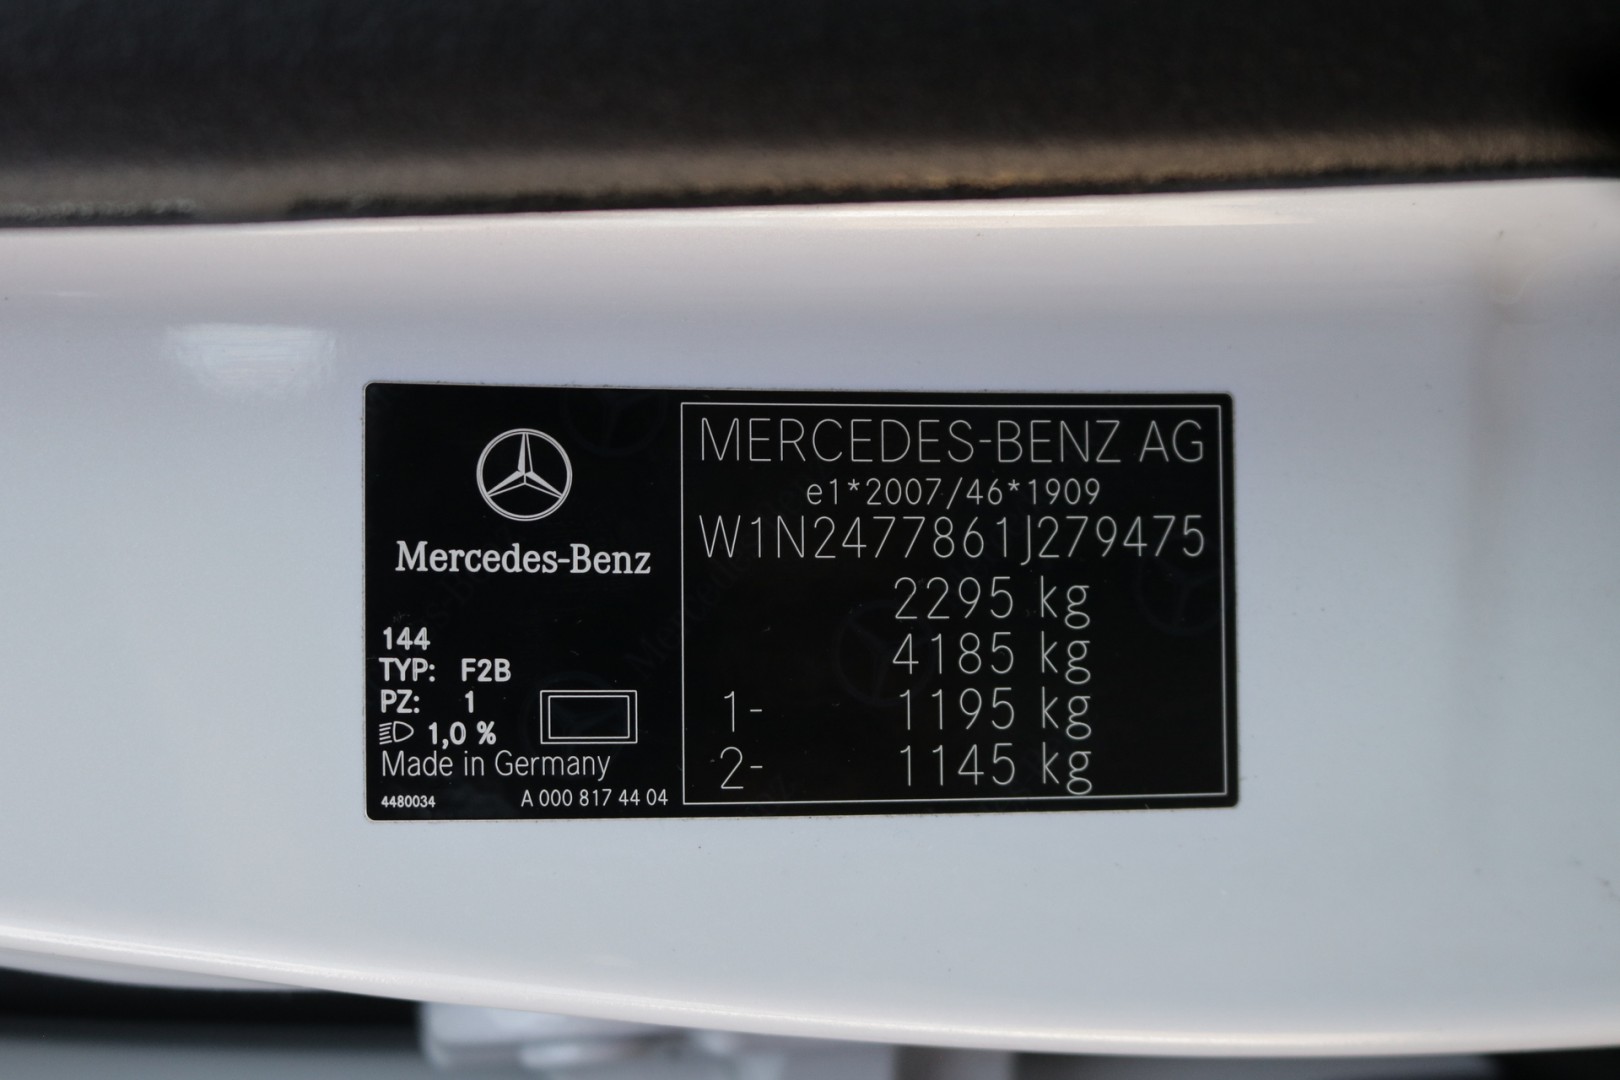 Mercedes-Benz
144
TYP: F2B
PZ: 1
1,0 %
Made in Germany
4480034 A 000 817 44 04
MERCEDES-BENZ AG
e1*2007/46*1909
W1N2477861J279475
2295 kg
4185 kg
1- 1195 kg
2- 1145 kg